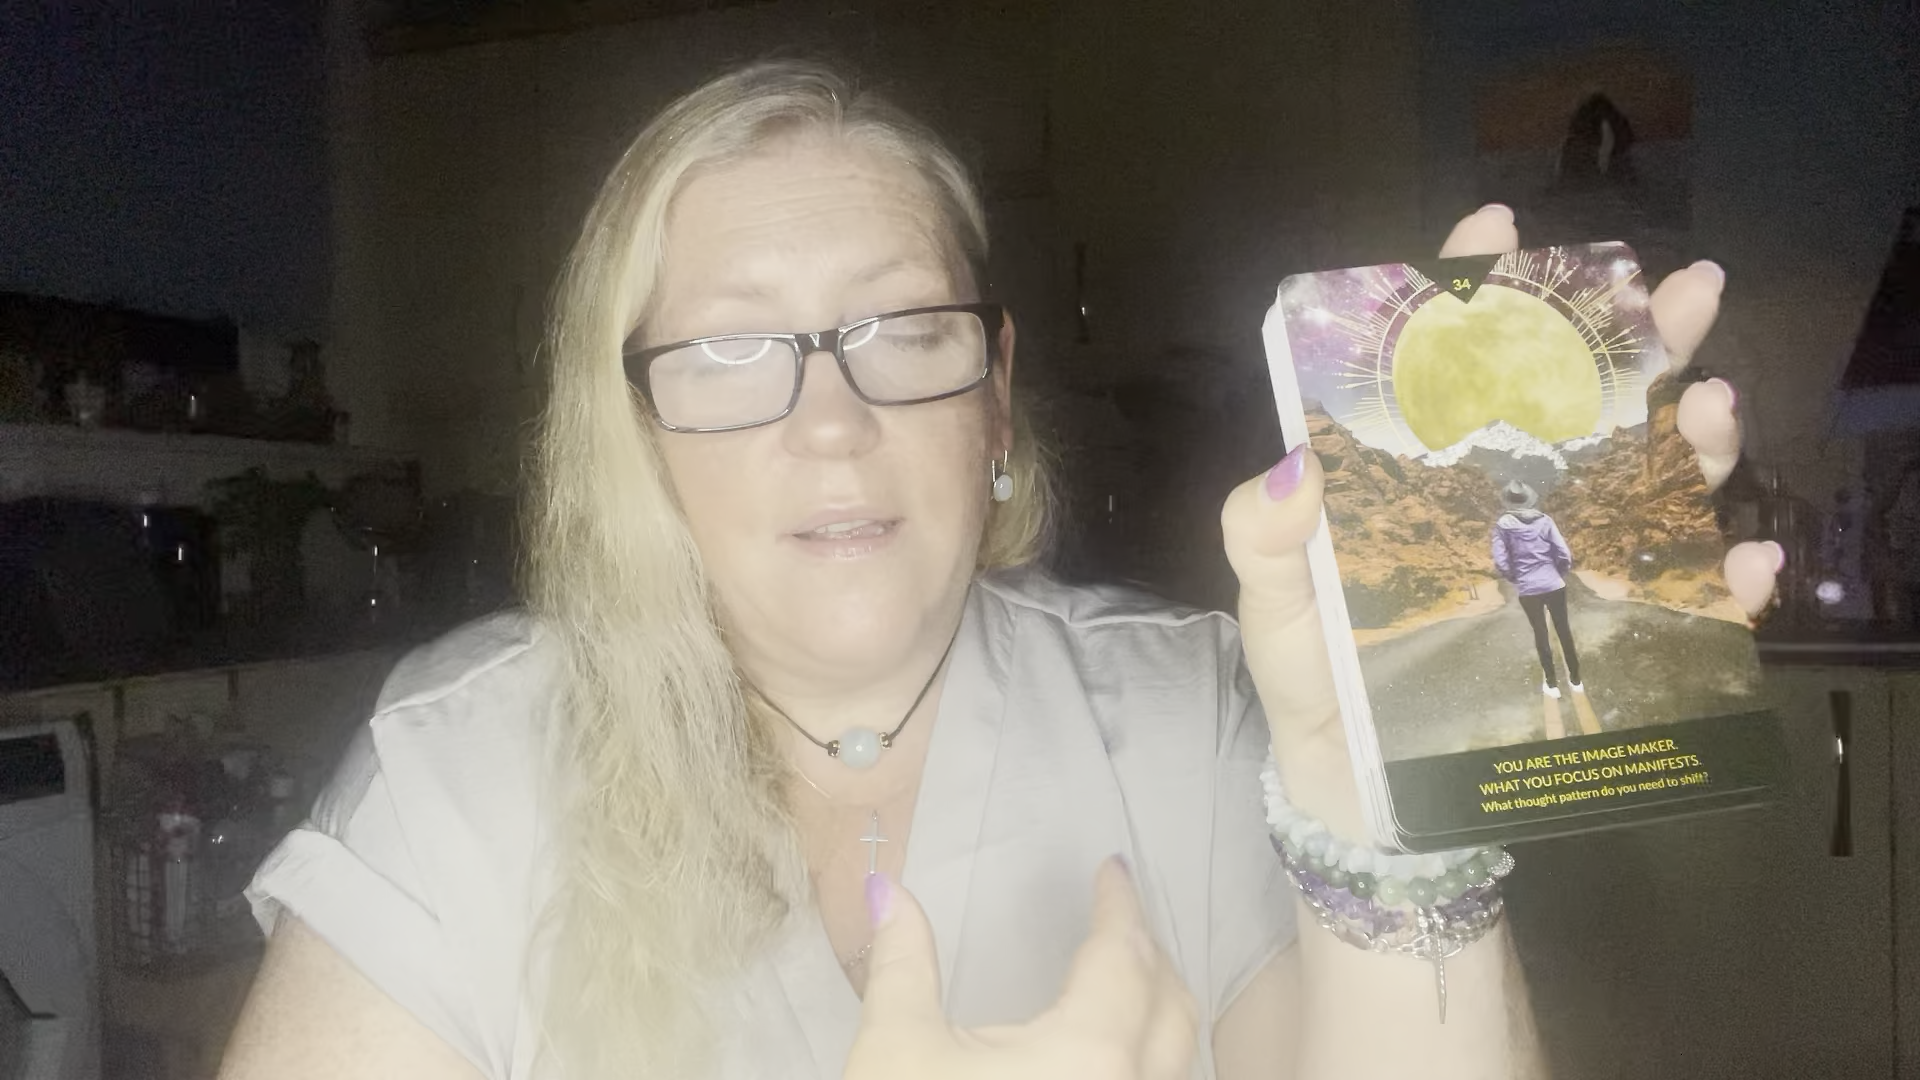 34
YOU ARE THE IMAGE MAKER.
WHAT YOU FOCUS ON MANIFESTS.
What thought pattern do you need to shift?